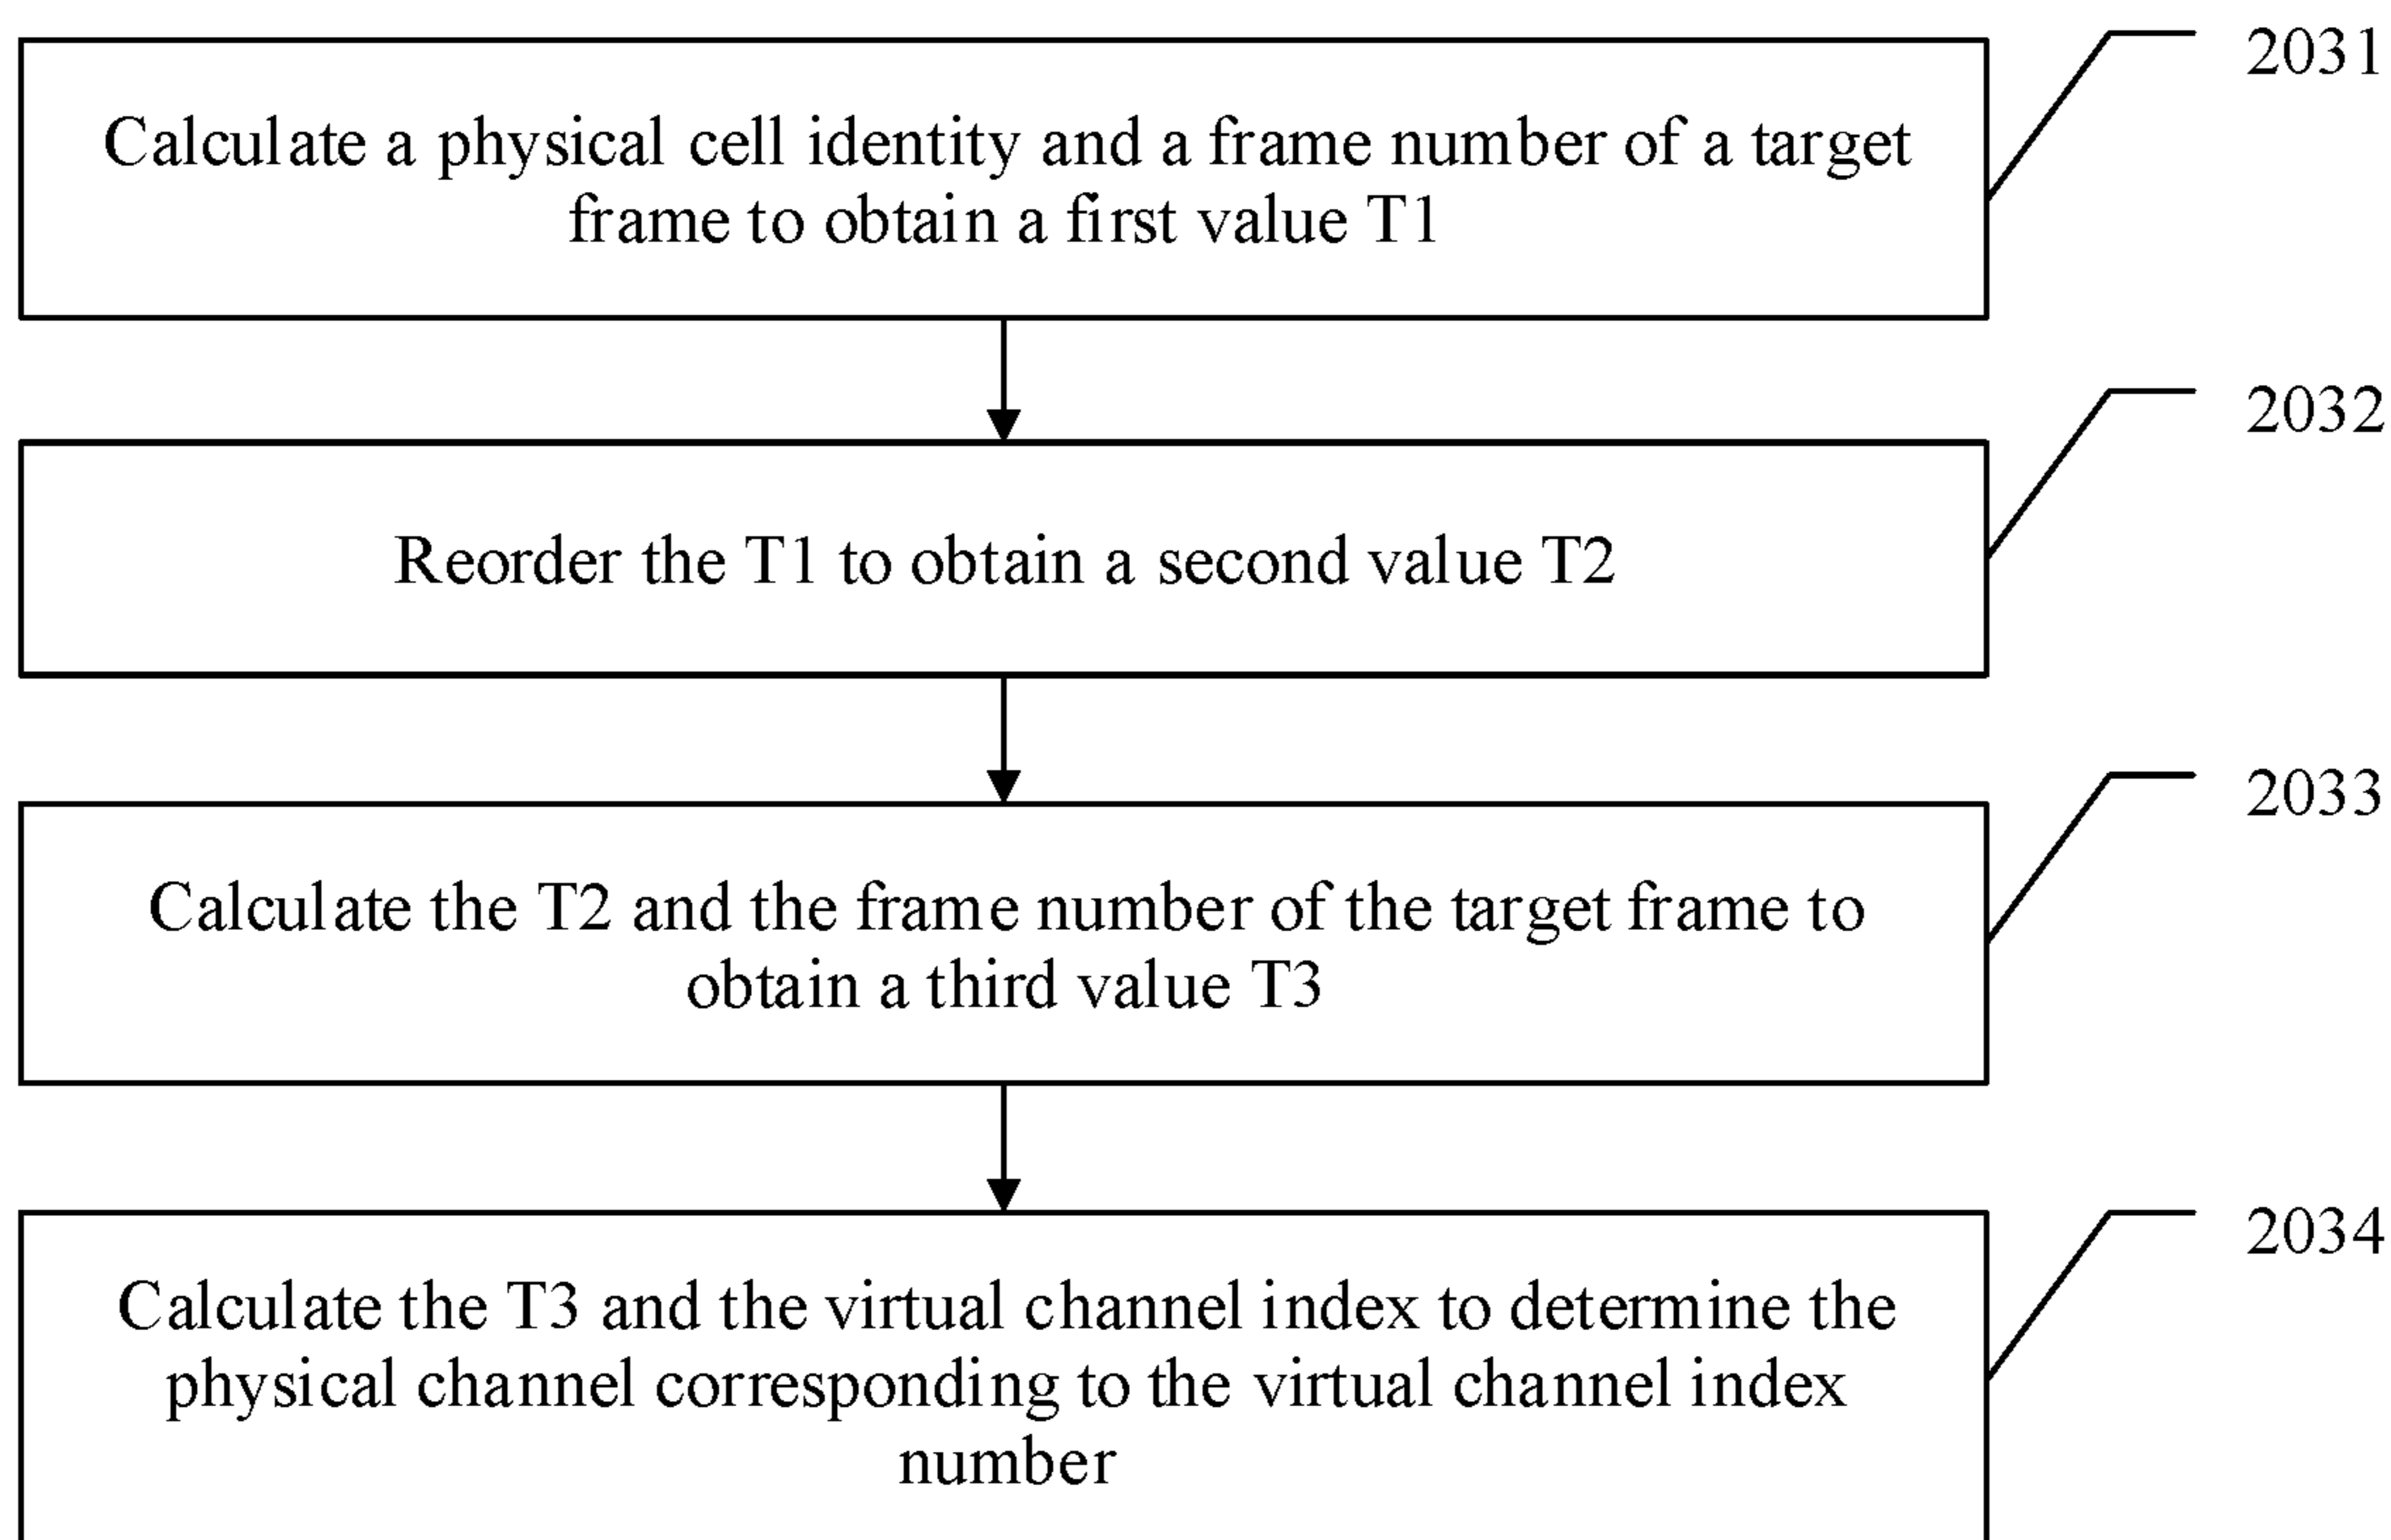 2031
Calculate a physical cell identity and a frame number of a target
frame to obtain a first value T1
2032
Reorder the T1 to obtain a second value T2
2033
Calculate the T2 and the frame number of the target frame to
obtain a third value T3
2034
Calculate the T3 and the virtual channel index to determine the
physical channel corresponding to the virtual channel index
number